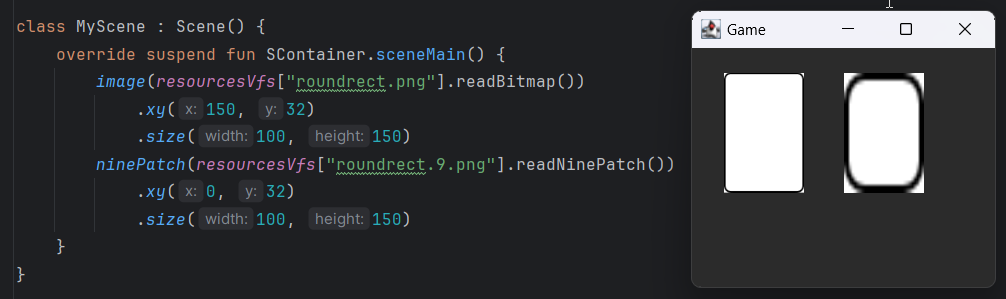 class MyScene : Scene() {
override suspend fun SContainer.sceneMain() {
image(resourcesVfs["roundrect.png"].readBitmap())
.xy( x: 150, y: 32)
.size( width: 100, height: 150)
ninePatch(resourcesVfs["roundrect.9.png"].readNinePatch())
.xy( x: 0, y: 32)
.size( width: 100, height: 150)
}
}
Game